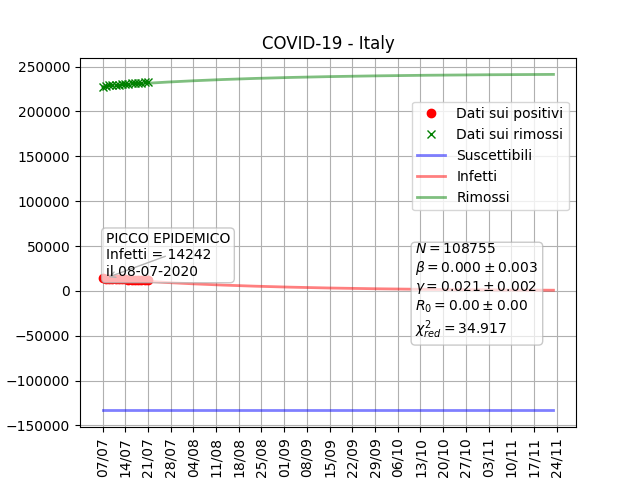 COVID-19 - Italy
250000
200000
150000
100000
50000
0
−50000
−100000
−150000
Dati sui positivi
Dati sui rimossi
Suscettibili
Infetti
Rimossi
PICCO EPIDEMICO
Infetti = 14242
il 08-07-2020
N = 108755
β = 0.000 ± 0.003
γ = 0.021 ± 0.002
R₀ = 0.00 ± 0.00
χ²red = 34.917
07/07
14/07
21/07
28/07
04/08
11/08
18/08
25/08
01/09
08/09
15/09
22/09
29/09
06/10
13/10
20/10
27/10
03/11
10/11
17/11
24/11